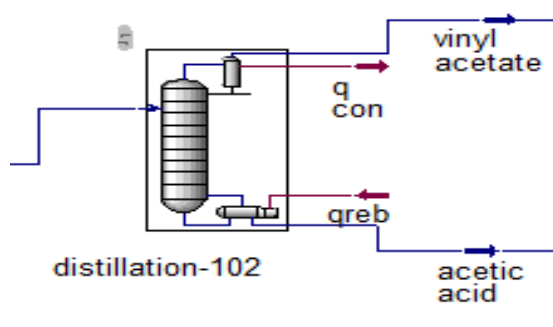 vinyl
acetate
q
con
qreb
distillation-102
acetic
acid